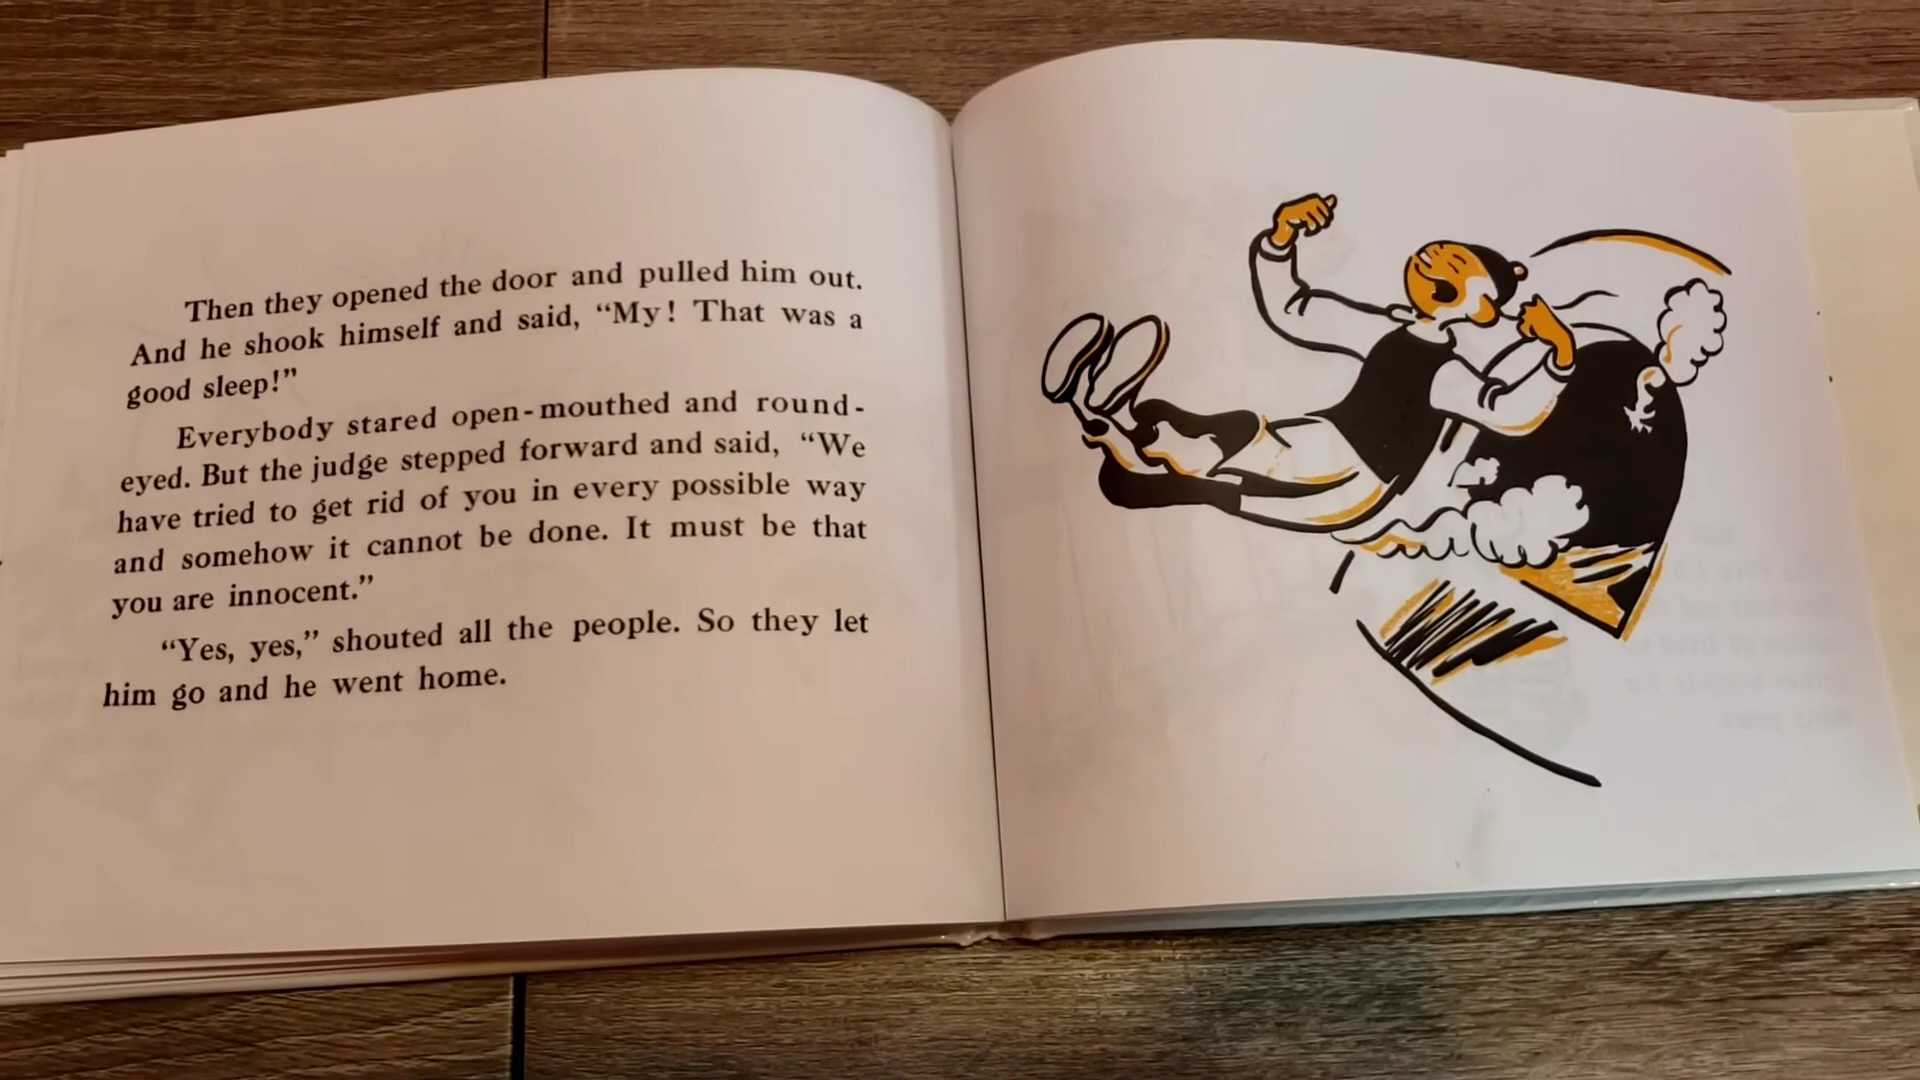 Then they opened the door and pulled him out.
And he shook himself and said, “My! That was a
good sleep!”
Everybody stared open-mouthed and round-
eyed. But the judge stepped forward and said, “We
have tried to get rid of you in every possible way
and somehow it cannot be done. It must be that
you are innocent.”
“Yes, yes,” shouted all the people. So they let
him go and he went home.